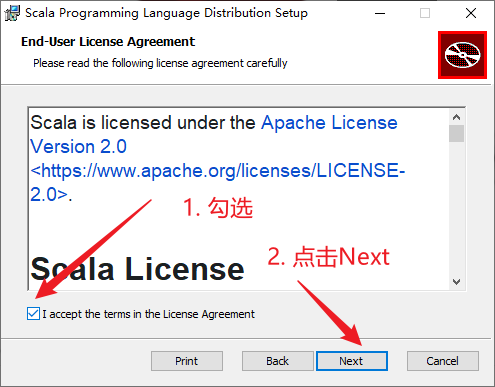 Scala Programming Language Distribution Setup
End-User License Agreement
Please read the following license agreement carefully
Scala is licensed under the Apache License
Version 2.0
<https://www.apache.org/licenses/LICENSE-
2.0>.
1. 勾选
Scala License
2. 点击Next
I accept the terms in the License Agreement
Print Back Next Cancel